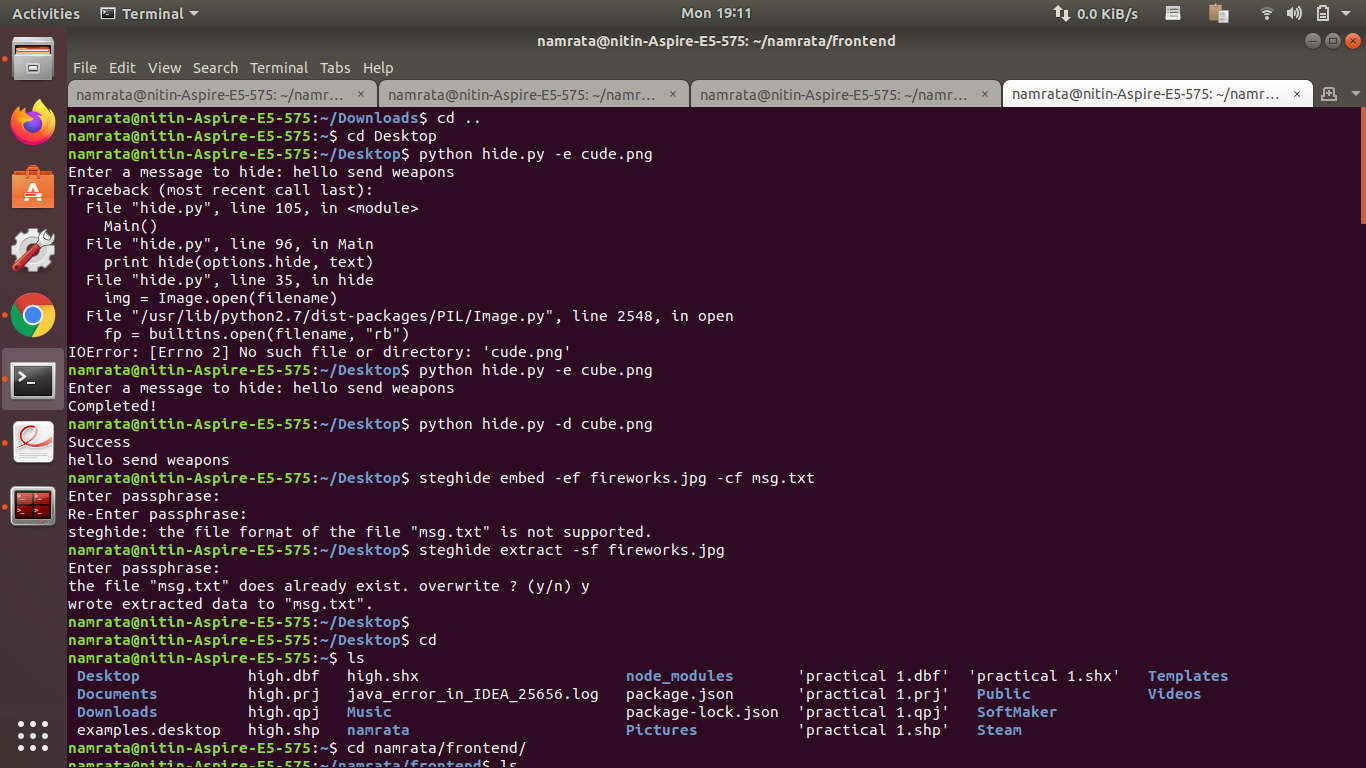 Activities Terminal Mon 19:11 0.0 KiB/s
namrata@nitin-Aspire-E5-575: ~/namrata/frontend
File Edit View Search Terminal Tabs Help
namrata@nitin-Aspire-E5-575: ~/namr... × namrata@nitin-Aspire-E5-575: ~/namr... × namrata@nitin-Aspire-E5-575: ~/namr... × namrata@nitin-Aspire-E5-575: ~/namr... ×
namrata@nitin-Aspire-E5-575:~/Downloads$ cd ..
namrata@nitin-Aspire-E5-575:~$ cd Desktop
namrata@nitin-Aspire-E5-575:~/Desktop$ python hide.py -e cude.png
Enter a message to hide: hello send weapons
Traceback (most recent call last):
  File "hide.py", line 105, in <module>
    Main()
  File "hide.py", line 96, in Main
    print hide(options.hide, text)
  File "hide.py", line 35, in hide
    img = Image.open(filename)
  File "/usr/lib/python2.7/dist-packages/PIL/Image.py", line 2548, in open
    fp = builtins.open(filename, "rb")
IOError: [Errno 2] No such file or directory: 'cude.png'
namrata@nitin-Aspire-E5-575:~/Desktop$ python hide.py -e cube.png
Enter a message to hide: hello send weapons
Completed!
namrata@nitin-Aspire-E5-575:~/Desktop$ python hide.py -d cube.png
Success
hello send weapons
namrata@nitin-Aspire-E5-575:~/Desktop$ steghide embed -ef fireworks.jpg -cf msg.txt
Enter passphrase:
Re-Enter passphrase:
steghide: the file format of the file "msg.txt" is not supported.
namrata@nitin-Aspire-E5-575:~/Desktop$ steghide extract -sf fireworks.jpg
Enter passphrase:
the file "msg.txt" does already exist. overwrite ? (y/n) y
wrote extracted data to "msg.txt".
namrata@nitin-Aspire-E5-575:~/Desktop$
namrata@nitin-Aspire-E5-575:~/Desktop$ cd
namrata@nitin-Aspire-E5-575:~$ ls
Desktop high.dbf high.shx node_modules 'practical 1.dbf' 'practical 1.shx' Templates
Documents high.prj java_error_in_IDEA_25656.log package.json 'practical 1.prj' Public Videos
Downloads high.qpj Music package-lock.json 'practical 1.qpj' SoftMaker
examples.desktop high.shp namrata Pictures 'practical 1.shp' Steam
namrata@nitin-Aspire-E5-575:~$ cd namrata/frontend/
namrata@nitin-Aspire-E5-575:~/namrata/frontend$ ls